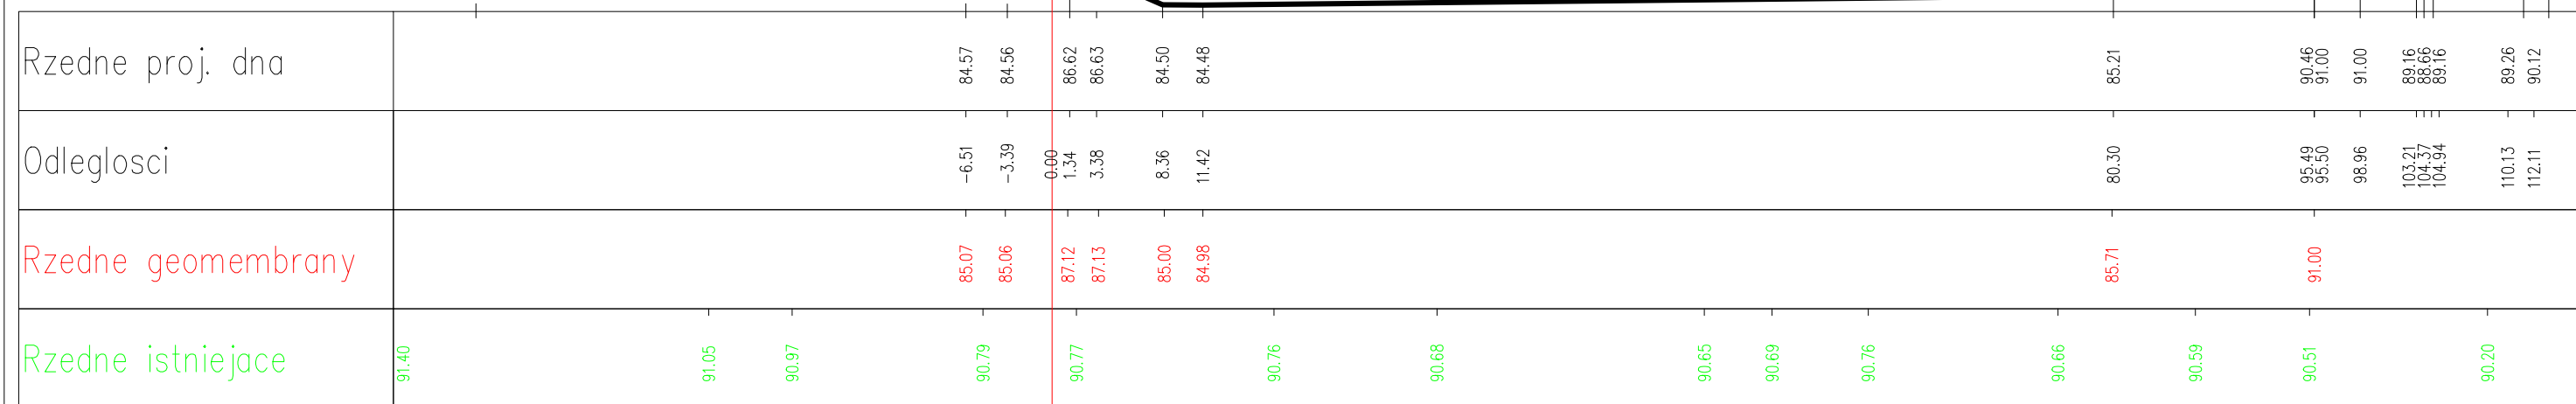 Rzedne proj. dna 84.57 84.56 86.62 86.63 84.50 84.48 85.21 90.46 91.00 91.00 89.16 88.66 89.16 89.26 90.12
Odleglosci -6.51 -3.39 0.00 1.34 3.38 8.36 11.42 80.30 95.49 95.50 98.96 103.21 104.37 104.94 110.13 112.11
Rzedne geomembrany 85.07 85.06 87.12 87.13 85.00 84.98 85.71 91.00
Rzedne istniejace 91.40 91.05 90.97 90.79 90.77 90.76 90.68 90.65 90.69 90.76 90.66 90.59 90.51 90.20